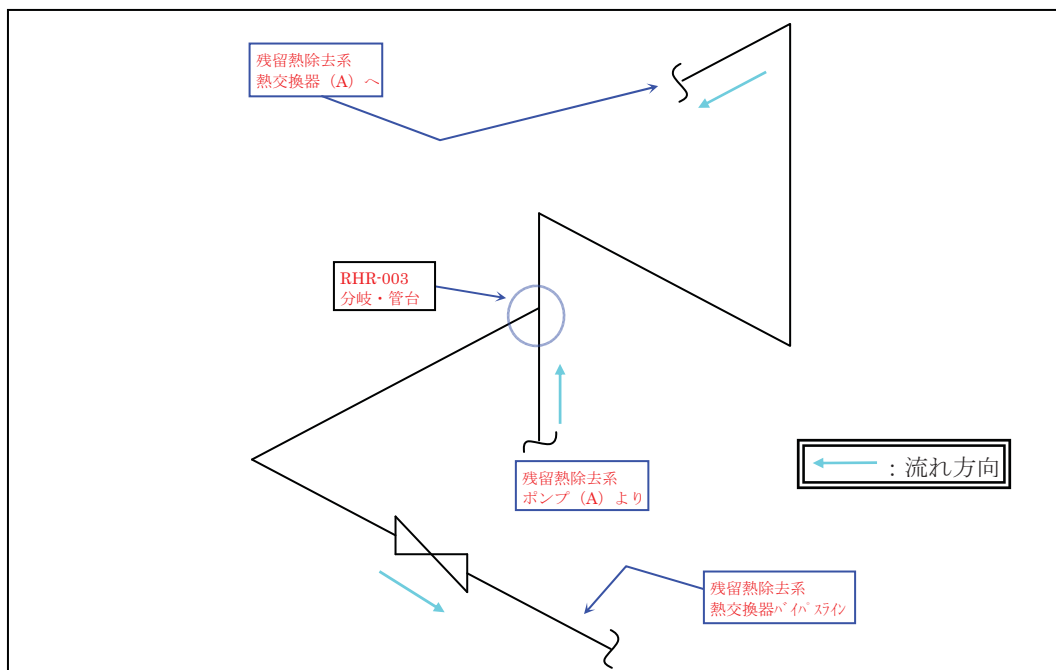 残留熱除去系
熱交換器（A）へ
RHR-003
分岐・管台
：流れ方向
残留熱除去系
ポンプ（A）より
残留熱除去系
熱交換器ﾊﾞｲﾊﾟｽﾗｲﾝ